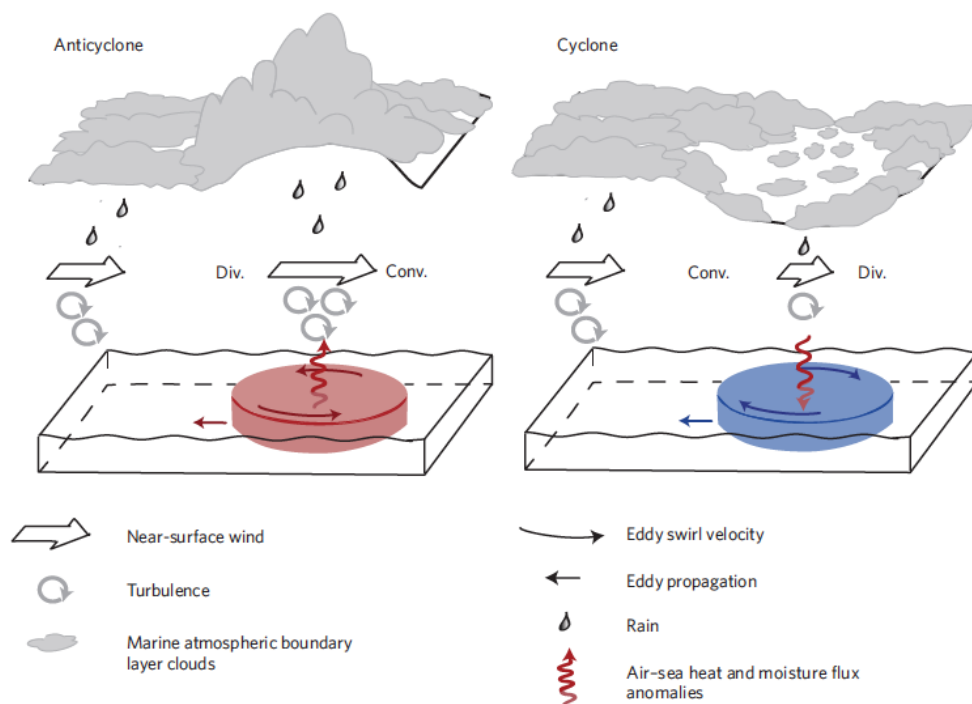 Anticyclone
Cyclone
Div.
Conv.
Conv.
Div.
Near-surface wind
Turbulence
Marine atmospheric boundary
layer clouds
Eddy swirl velocity
Eddy propagation
Rain
Air–sea heat and moisture flux
anomalies